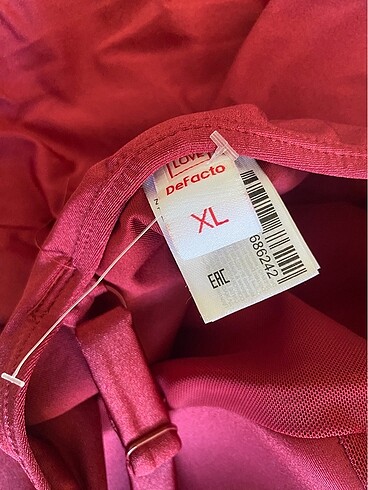 LOVE
DeFacto
XL
686242
EAC